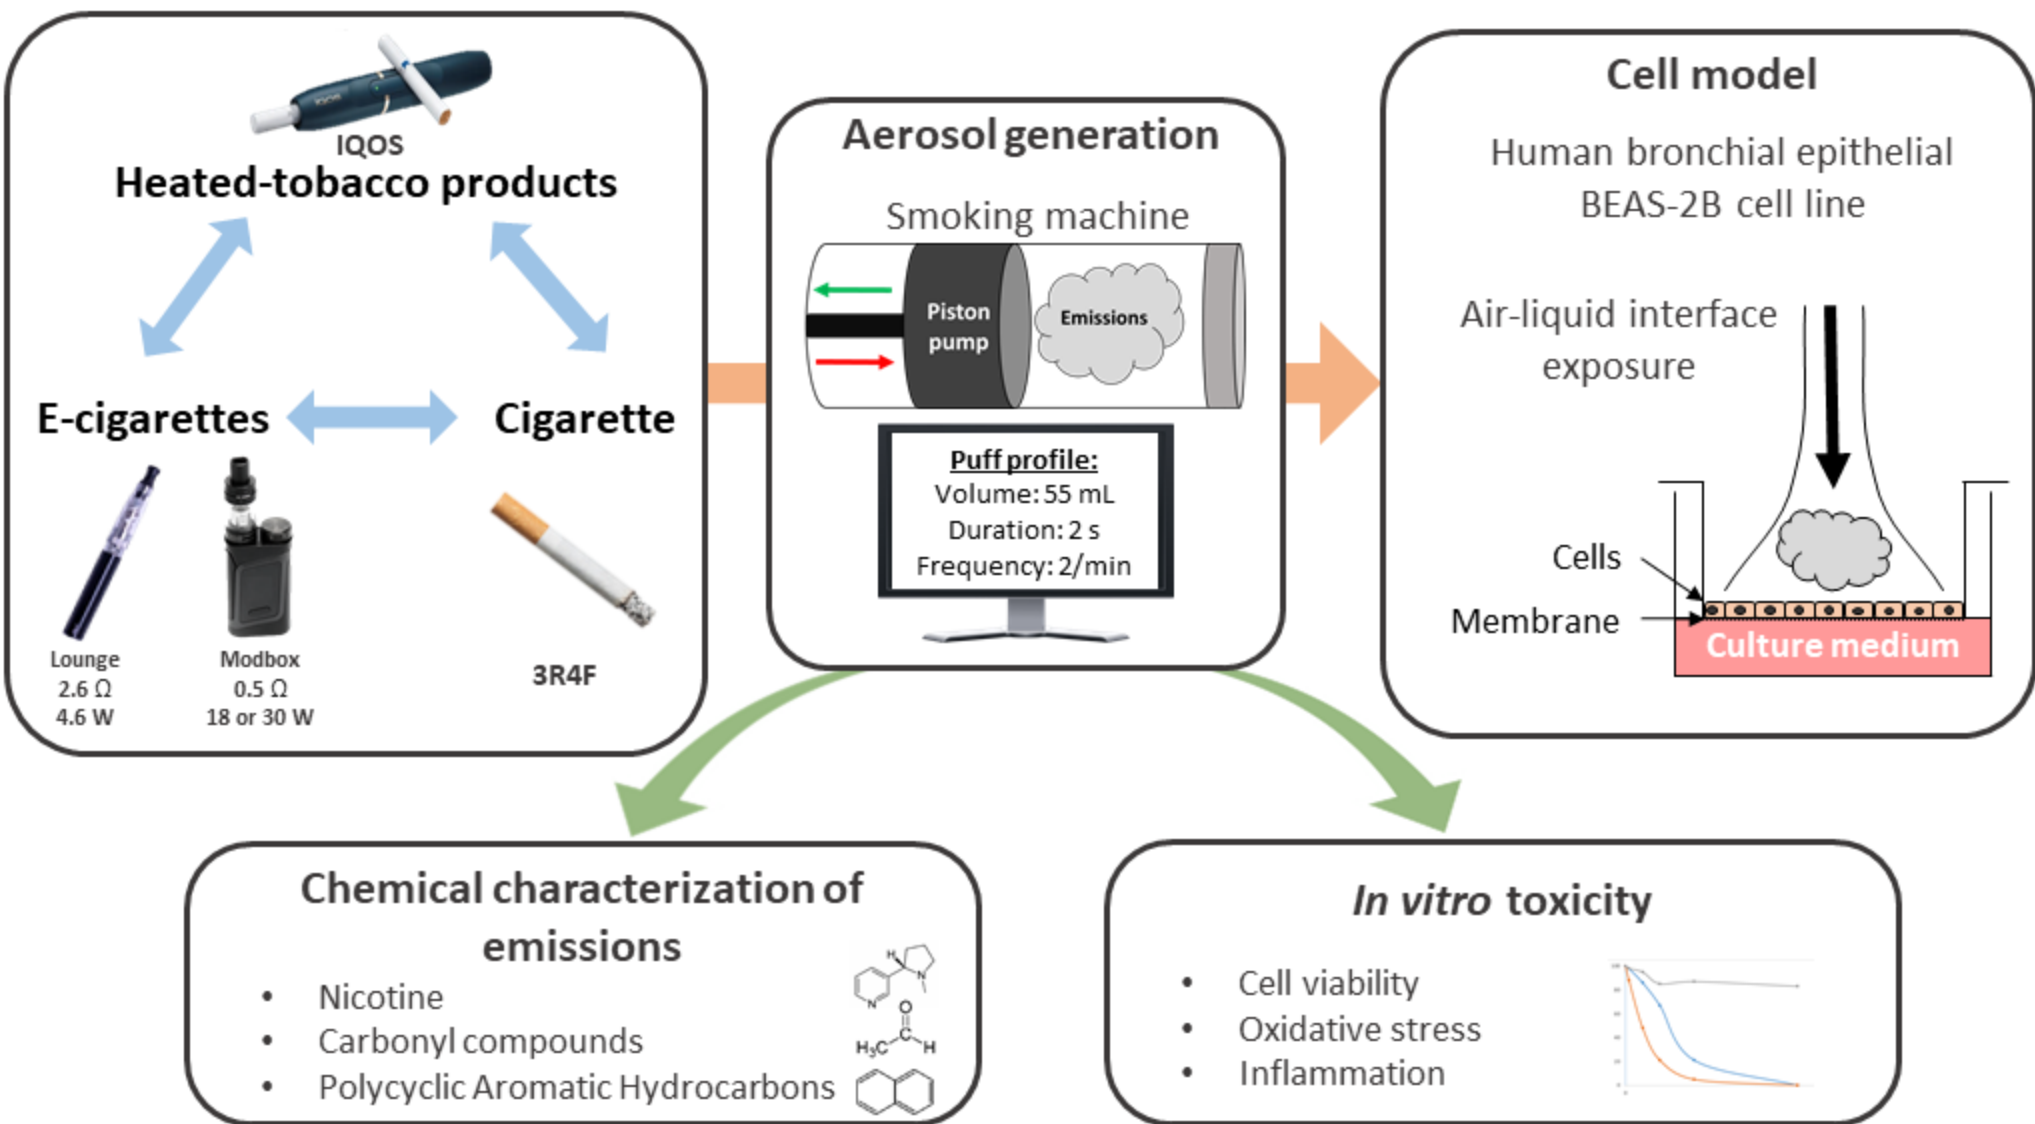 IQOS
Heated-tobacco products
E-cigarettes
Cigarette
Lounge
2.6 Ω
4.6 W
Modbox
0.5 Ω
18 or 30 W
3R4F
Aerosol generation
Smoking machine
Piston
pump
Emissions
Puff profile:
Volume: 55 mL
Duration: 2 s
Frequency: 2/min
Cell model
Human bronchial epithelial
BEAS-2B cell line
Air-liquid interface
exposure
Cells
Membrane
Culture medium
Chemical characterization of
emissions
• Nicotine
• Carbonyl compounds
• Polycyclic Aromatic Hydrocarbons
H
N
N
O
H₃C
C
H
In vitro toxicity
• Cell viability
• Oxidative stress
• Inflammation